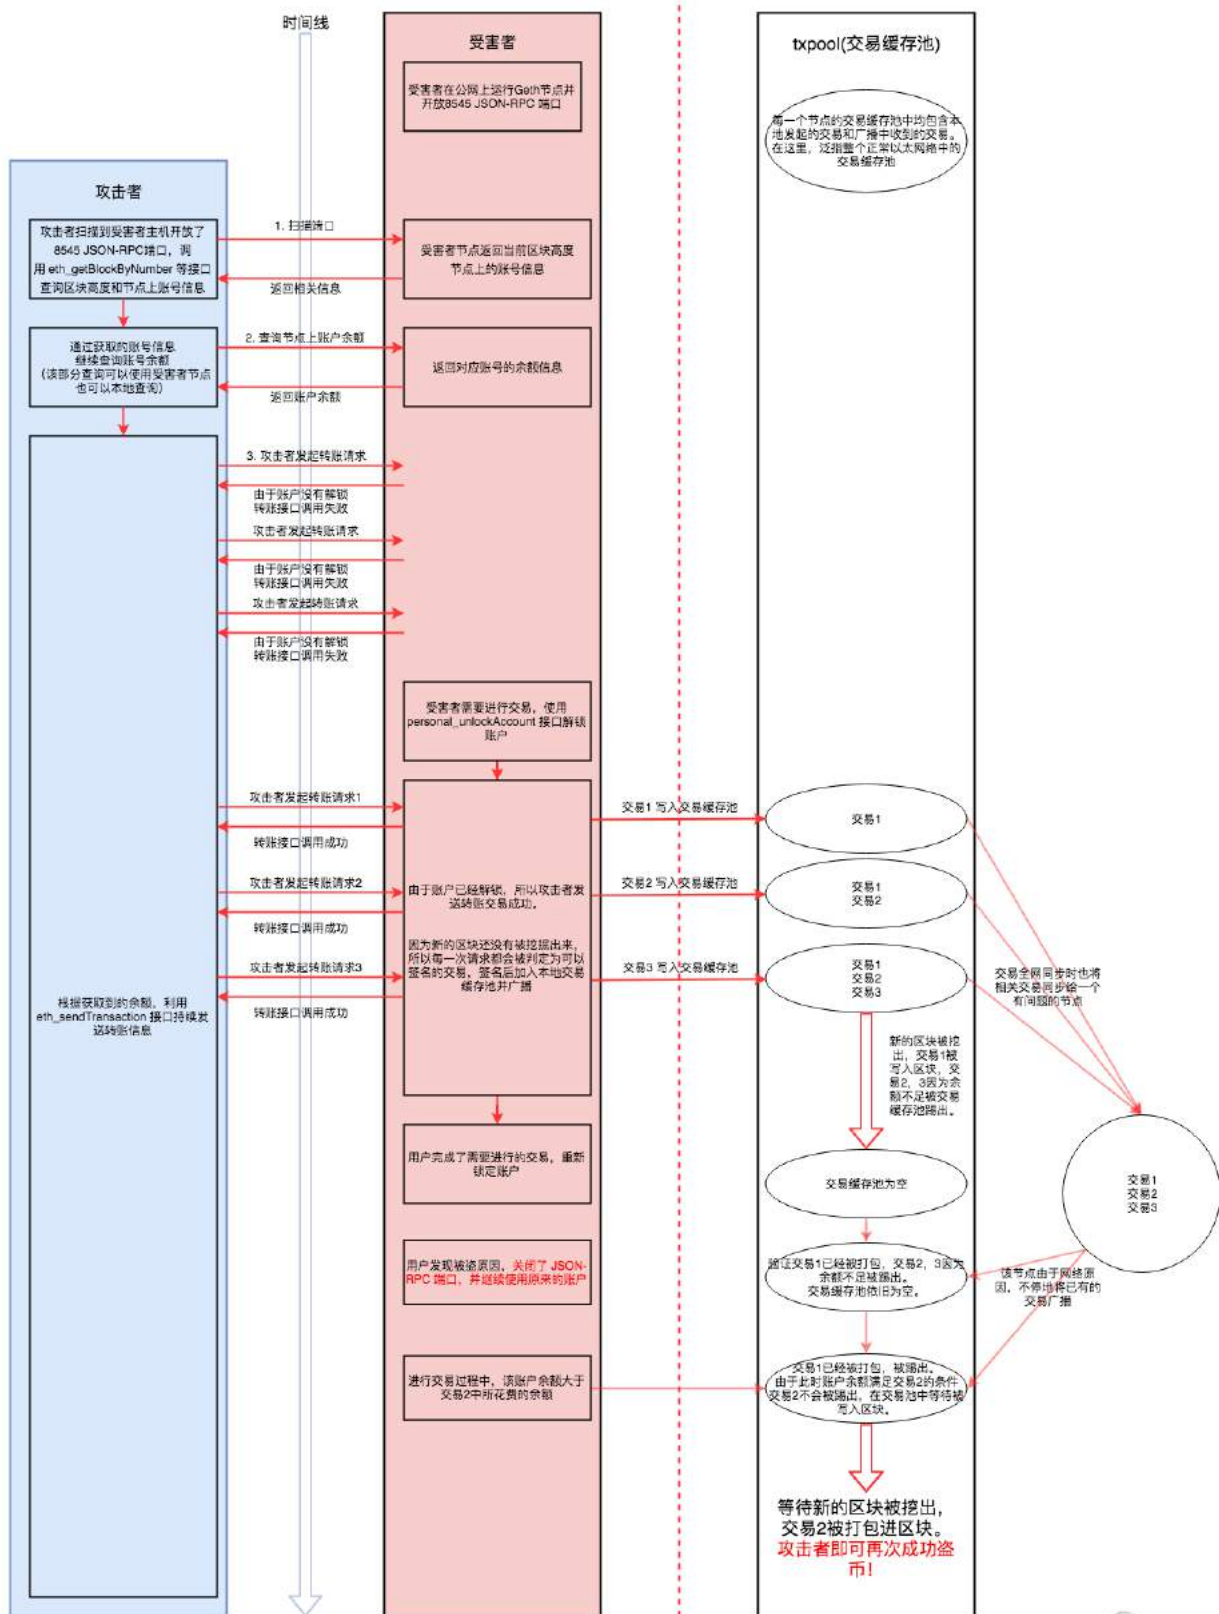 时间线
受害者
txpool(交易缓存池)
受害者在公网上运行Geth节点并
开放8545 JSON-RPC 端口
每一个节点的交易缓存池中均包含本
地发起的交易和广播中收到的交易。
在这里，泛指整个正常以太网络中的
交易缓存池
攻击者
攻击者扫描到受害者主机开放了
8545 JSON-RPC端口，调
用 eth_getBlockByNumber 等接口
查询区块高度和节点上账号信息
1. 扫描端口
受害者节点返回当前区块高度
节点上的账号信息
返回相关信息
通过获取的账号信息
继续查询账号余额
（该部分查询可以使用受害者节点
也可以本地查询）
2. 查询节点上账户余额
返回对应账号的余额信息
返回账户余额
3. 攻击者发起转账请求
由于账户没有解锁
转账接口调用失败
攻击者发起转账请求
由于账户没有解锁
转账接口调用失败
攻击者发起转账请求
由于账户没有解锁
转账接口调用失败
受害者需要进行交易，使用
personal_unlockAccount 接口解锁
账户
攻击者发起转账请求1
转账接口调用成功
交易1 写入交易缓存池
交易1
攻击者发起转账请求2
转账接口调用成功
由于账户已经解锁，所以攻击者发
送转账交易成功。
因为新的区块还没有被挖掘出来，
所以每一次请求都会被判定为可以
签名的交易，签名后加入本地交易
缓存池并广播
交易2 写入交易缓存池
交易1
交易2
攻击者发起转账请求3
转账接口调用成功
交易3 写入交易缓存池
交易1
交易2
交易3
交易全网同步时也将
相关交易同步给一个
有问题的节点
根据获取到的余额，利用
eth_sendTransaction 接口持续发
送转账信息
新的区块被挖
出，交易1被
写入区块，交
易2，3因为余
额不足被交易
缓存池踢出。
用户完成了需要进行的交易，重新
锁定账户
交易缓存池为空
交易1
交易2
交易3
用户发现被盗原因，关闭了 JSON-
RPC 端口，并继续使用原来的账户
验证交易1已经被打包，交易2，3因为
余额不足被踢出。
交易缓存池依旧为空。
该节点由于网络原
因，不停地将已有的
交易广播
进行交易过程中，该账户余额大于
交易2中所花费的余额
交易1已经被打包，被踢出。
由于此时账户余额满足交易2的条件
交易2不会被踢出，在交易池中等待被
写入区块。
等待新的区块被挖出，
交易2被打包进区块。
攻击者即可再次成功盗
币！